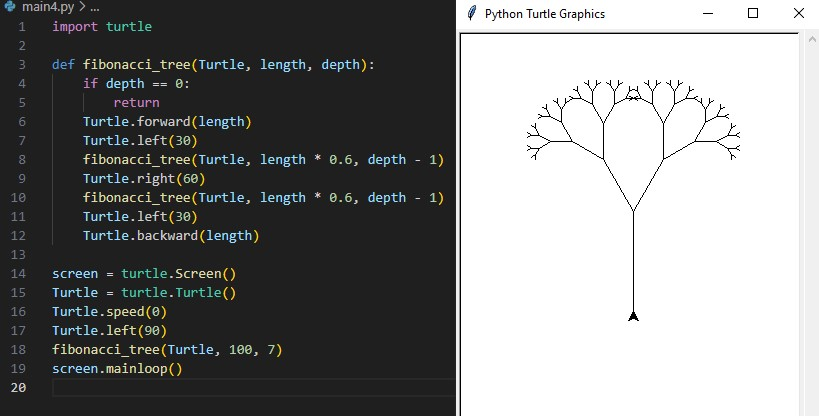 main4.py > ...
1 import turtle
2
3 def fibonacci_tree(Turtle, length, depth):
4     if depth == 0:
5         return
6     Turtle.forward(length)
7     Turtle.left(30)
8     fibonacci_tree(Turtle, length * 0.6, depth - 1)
9     Turtle.right(60)
10     fibonacci_tree(Turtle, length * 0.6, depth - 1)
11     Turtle.left(30)
12     Turtle.backward(length)
13
14 screen = turtle.Screen()
15 Turtle = turtle.Turtle()
16 Turtle.speed(0)
17 Turtle.left(90)
18 fibonacci_tree(Turtle, 100, 7)
19 screen.mainloop()
20
Python Turtle Graphics